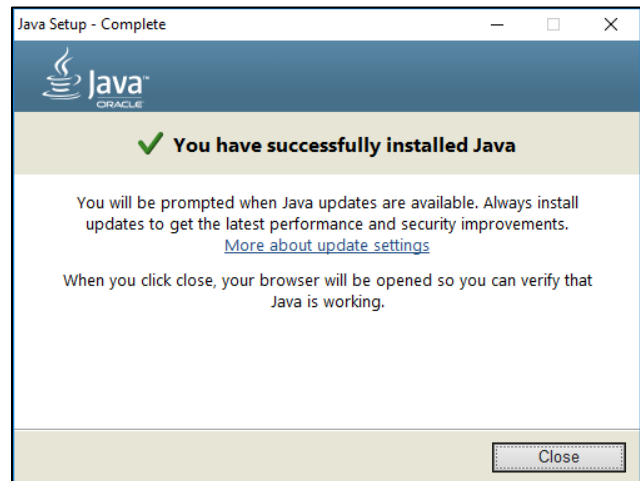 Java Setup - Complete
Java™
ORACLE
You have successfully installed Java
You will be prompted when Java updates are available. Always install
updates to get the latest performance and security improvements.
More about update settings
When you click close, your browser will be opened so you can verify that
Java is working.
Close